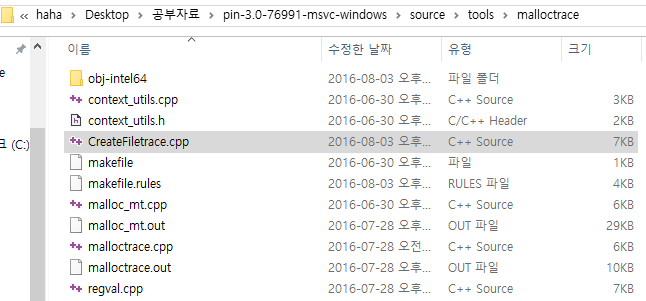 « haha > Desktop > 공부자료 > pin-3.0-76991-msvc-windows > source > tools > malloctrace
이름 수정한 날짜 유형 크기
obj-intel64 2016-08-03 오후... 파일 폴더
context_utils.cpp 2016-06-30 오후... C++ Source 3KB
context_utils.h 2016-06-30 오후... C/C++ Header 2KB
CreateFiletrace.cpp 2016-08-03 오후... C++ Source 7KB
makefile 2016-06-30 오후... 파일 1KB
makefile.rules 2016-08-03 오후... RULES 파일 4KB
malloc_mt.cpp 2016-06-30 오후... C++ Source 6KB
malloc_mt.out 2016-07-28 오후... OUT 파일 29KB
malloctrace.cpp 2016-07-28 오전... C++ Source 6KB
malloctrace.out 2016-07-28 오후... OUT 파일 10KB
regval.cpp 2016-07-28 오후... C++ Source 7KB
(C:)